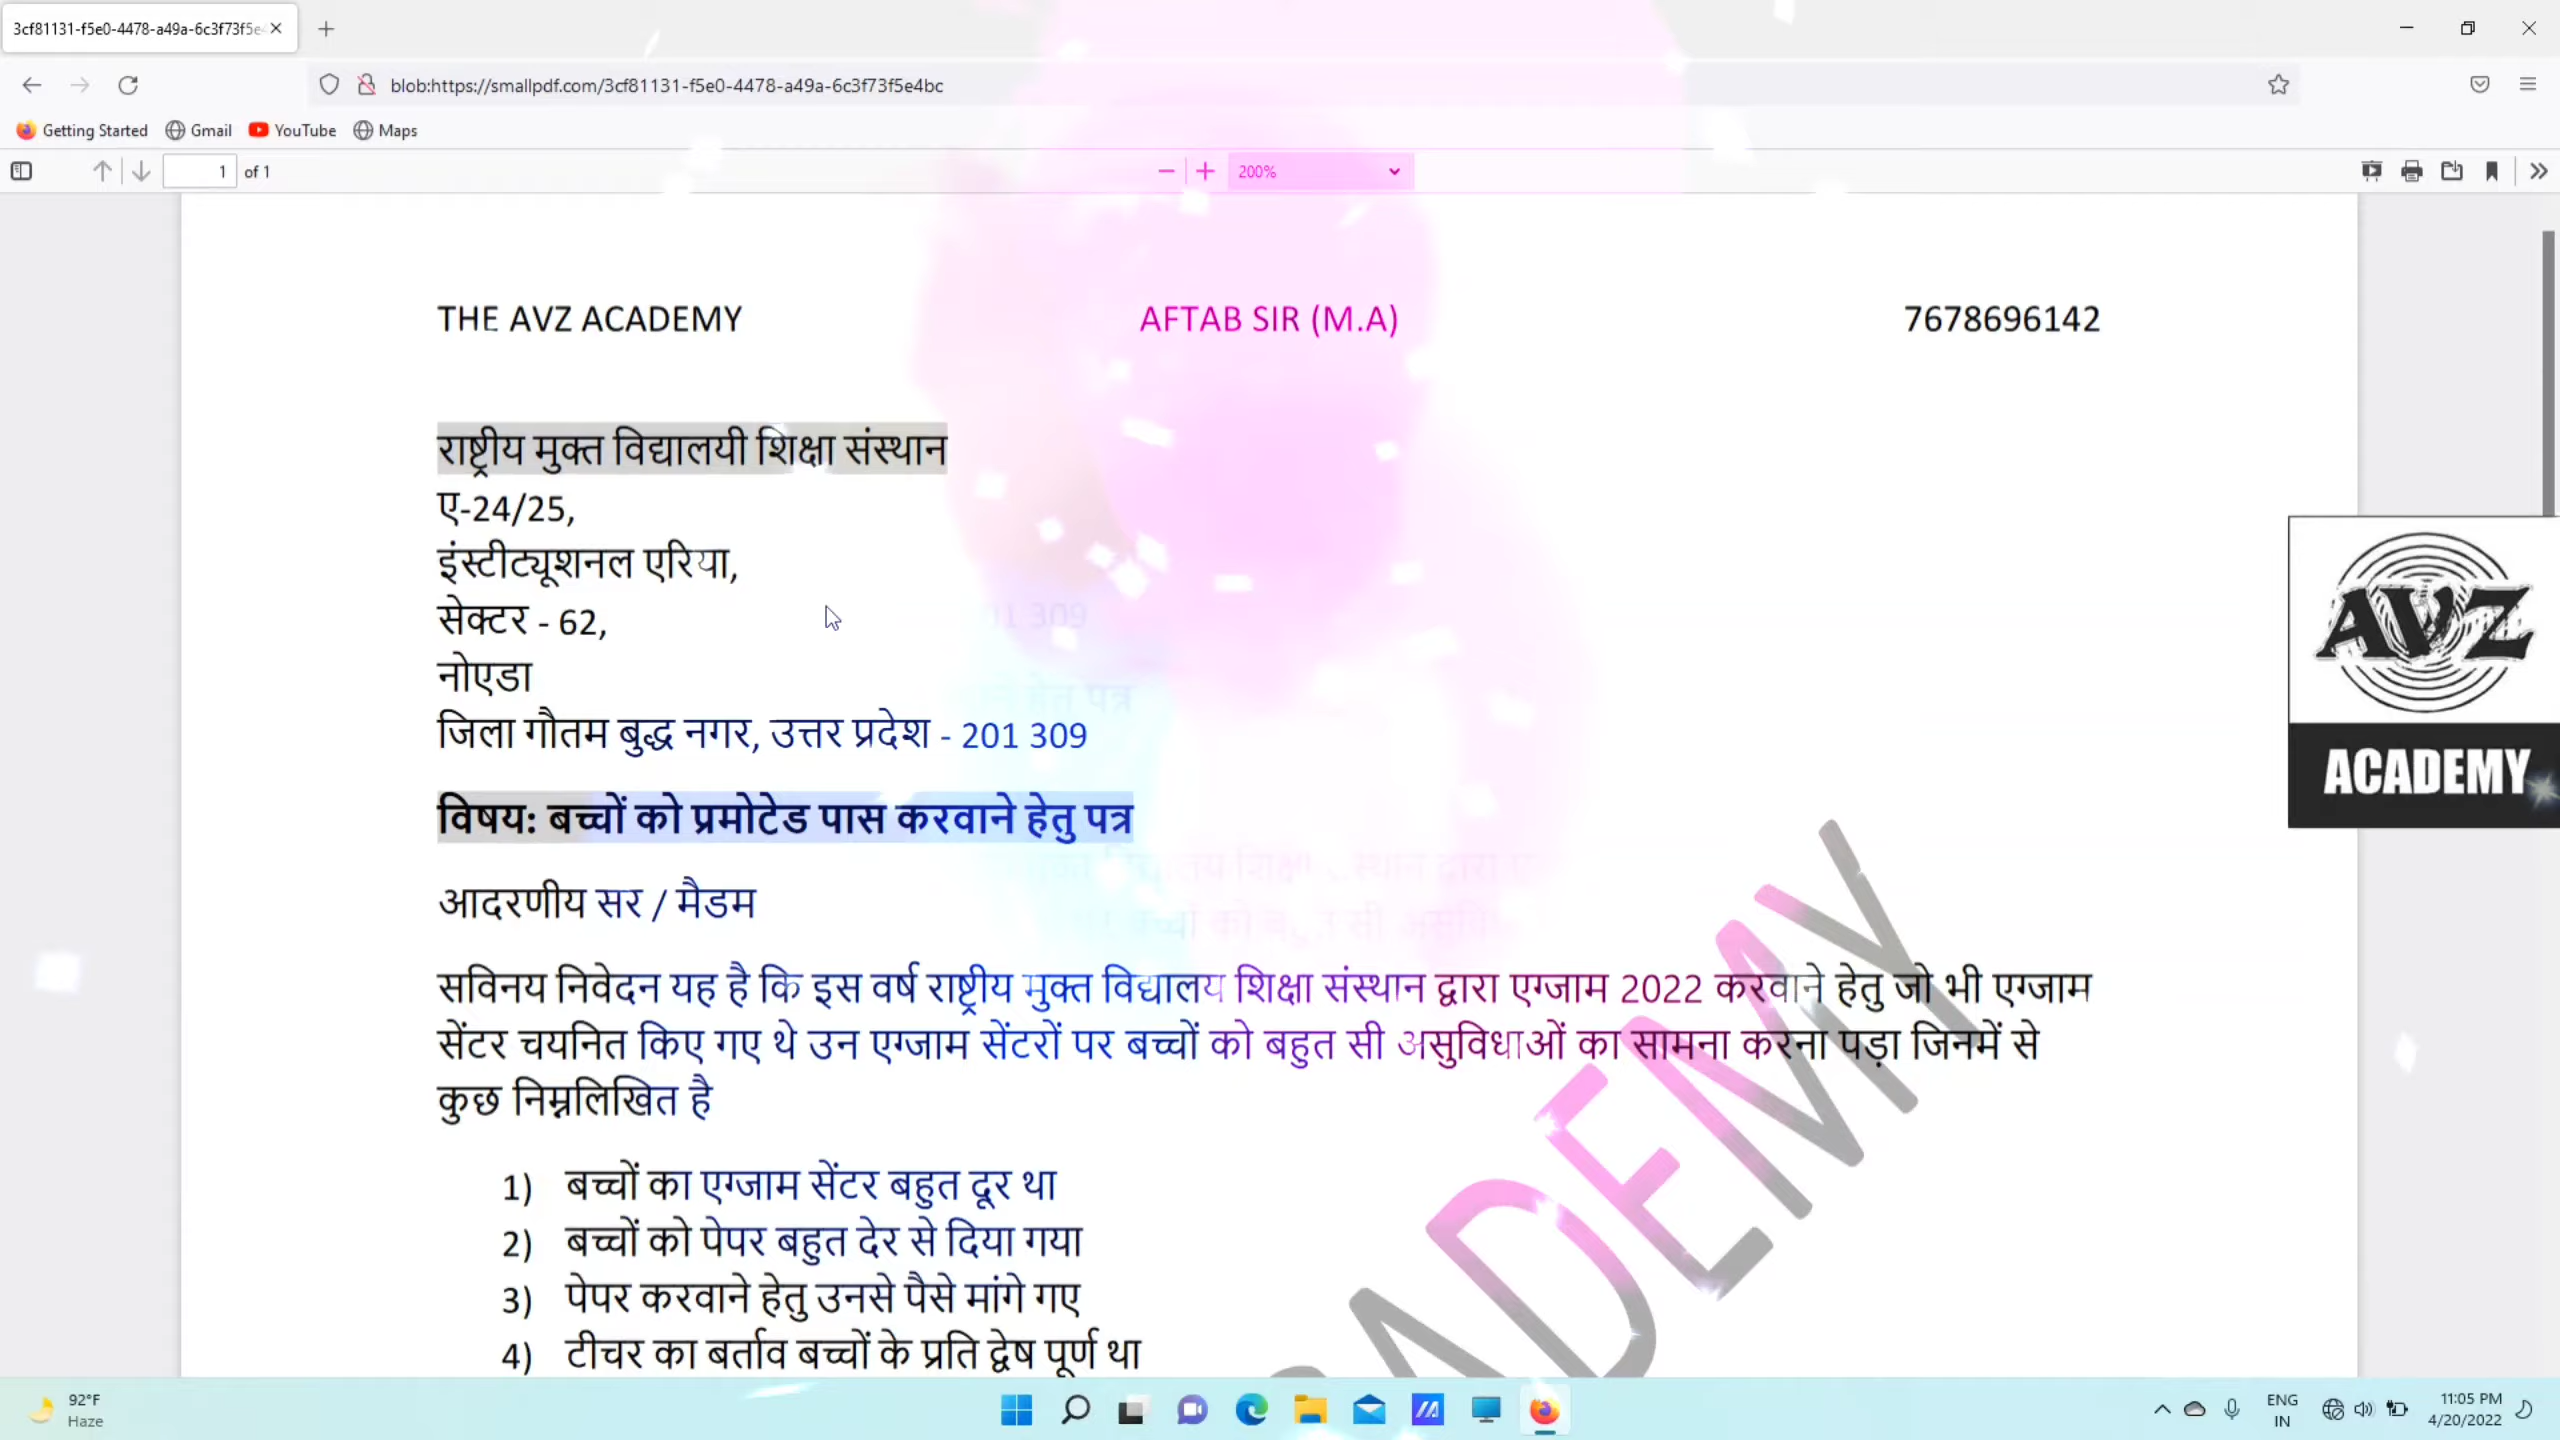 3cf81131-f5e0-4478-a49a-6c3f73f5e
blob:https://smallpdf.com/3cf81131-f5e0-4478-a49a-6c3f73f5e4bc
Getting Started Gmail YouTube Maps
1 of 1 200%
THE AVZ ACADEMY AFTAB SIR (M.A) 7678696142
राष्ट्रीय मुक्त विद्यालयी शिक्षा संस्थान
ए-24/25,
इंस्टीट्यूशनल एरिया,
सेक्टर - 62,
नोएडा
जिला गौतम बुद्ध नगर, उत्तर प्रदेश - 201 309
विषय: बच्चों को प्रमोटेड पास करवाने हेतु पत्र
आदरणीय सर / मैडम
सविनय निवेदन यह है कि इस वर्ष राष्ट्रीय मुक्त विद्यालय शिक्षा संस्थान द्वारा एग्जाम 2022 करवाने हेतु जो भी एग्जाम
सेंटर चयनित किए गए थे उन एग्जाम सेंटरों पर बच्चों को बहुत सी असुविधाओं का सामना करना पड़ा जिनमें से
कुछ निम्नलिखित है
1) बच्चों का एग्जाम सेंटर बहुत दूर था
2) बच्चों को पेपर बहुत देर से दिया गया
3) पेपर करवाने हेतु उनसे पैसे मांगे गए
4) टीचर का बर्ताव बच्चों के प्रति द्वेष पूर्ण था
AVZ
ACADEMY
ADEMY
92°F
Haze
ENG
IN
11:05 PM
4/20/2022